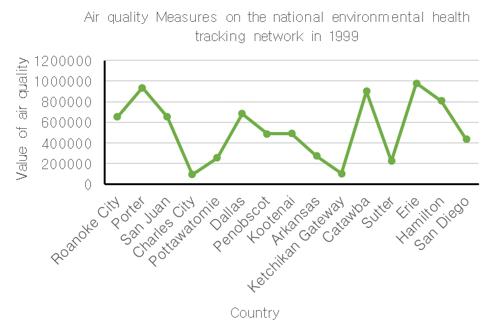 Air quality Measures on the national environmental health
tracking network in 1999
Value of air quality
1200000
1000000
800000
600000
400000
200000
0
Roanoke City
Porter
San Juan
Charles City
Pottawatomie
Dallas
Penobscot
Kootenai
Arkansas
Ketchikan Gateway
Catawba
Sutter
Erie
Hamilton
San Diego
Country